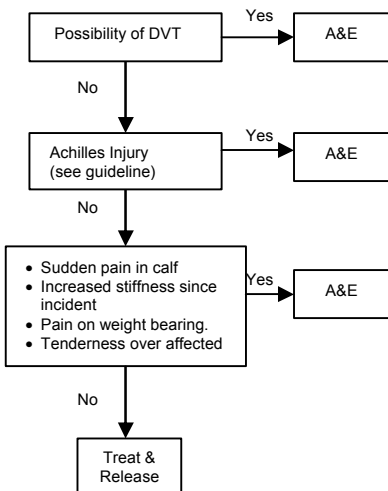 Possibility of DVT
Yes
A&E
No
Achilles Injury
(see guideline)
Yes
A&E
No
• Sudden pain in calf
• Increased stiffness since
incident
• Pain on weight bearing.
• Tenderness over affected
Yes
A&E
No
Treat &
Release